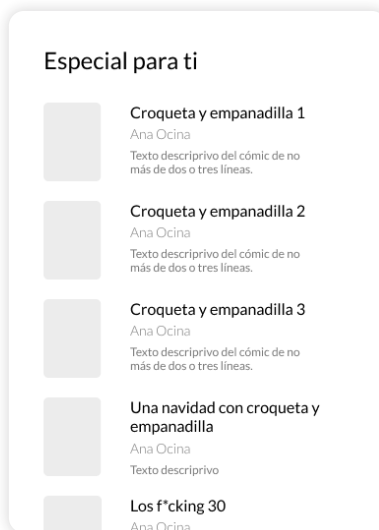 Especial para ti
Croqueta y empanadilla 1
Ana Ocina
Texto descriprivo del cómic de no
más de dos o tres líneas.
Croqueta y empanadilla 2
Ana Ocina
Texto descriprivo del cómic de no
más de dos o tres líneas.
Croqueta y empanadilla 3
Ana Ocina
Texto descriprivo del cómic de no
más de dos o tres líneas.
Una navidad con croqueta y
empanadilla
Ana Ocina
Texto descriprivo
Los f*cking 30
Ana Ocina